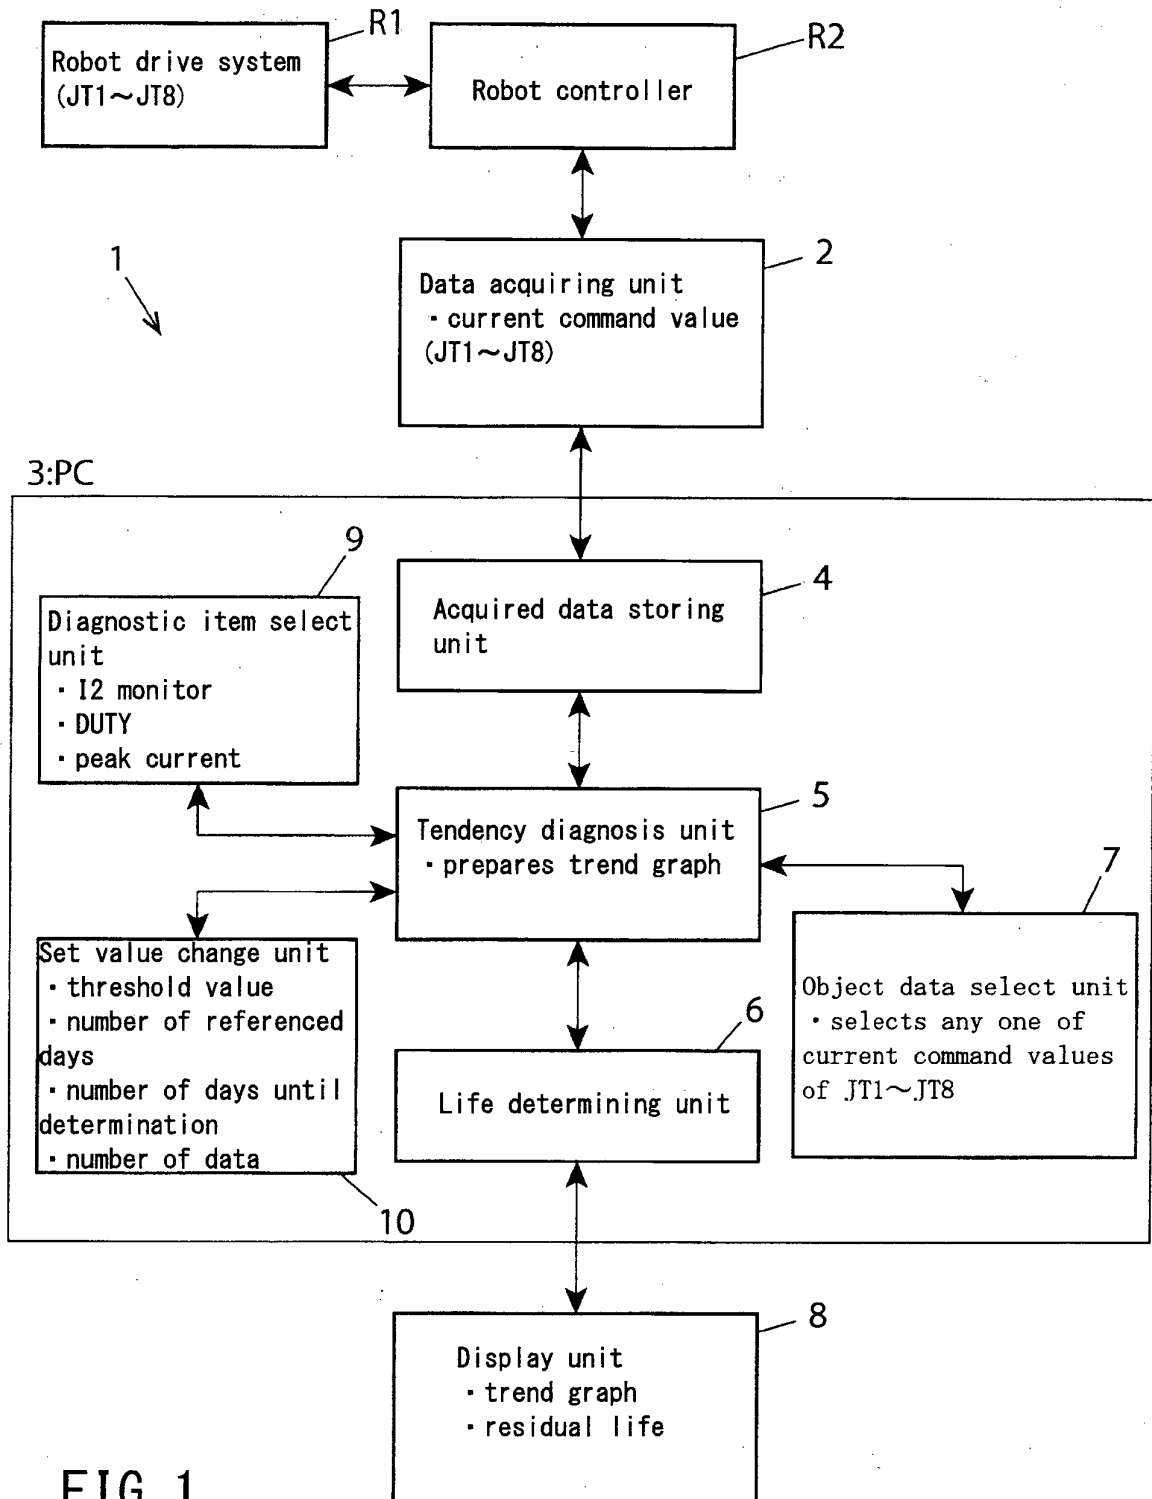 R1
Robot drive system
(JT1～JT8)
R2
Robot controller
1
2
Data acquiring unit
・current command value
(JT1～JT8)
3:PC
9
Diagnostic item select
unit
・I2 monitor
・DUTY
・peak current
4
Acquired data storing
unit
5
Tendency diagnosis unit
・prepares trend graph
7
Object data select unit
・selects any one of
current command values
of JT1～JT8
Set value change unit
・threshold value
・number of referenced
days
・number of days until
determination
・number of data
10
6
Life determining unit
8
Display unit
・trend graph
・residual life
FIG.1